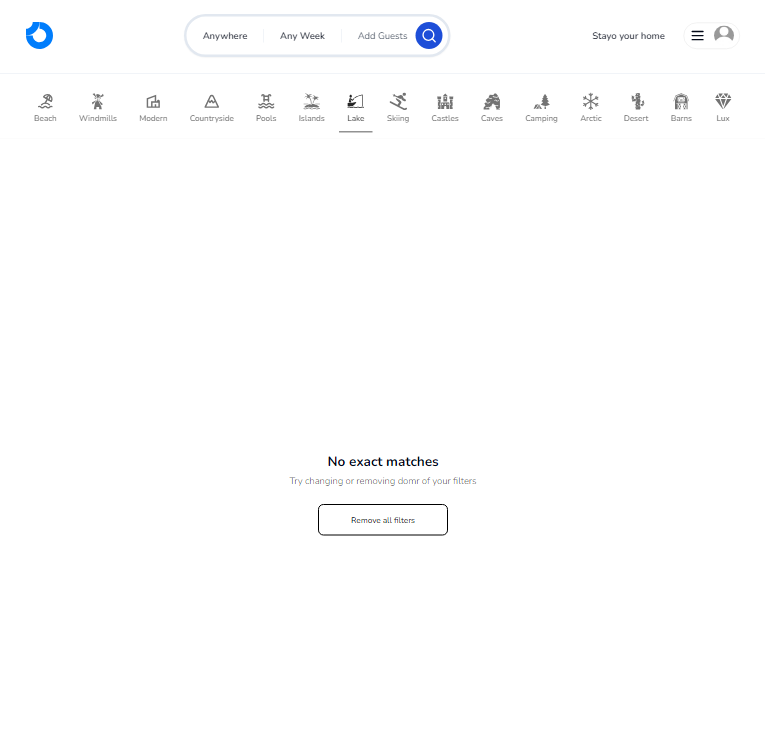 Anywhere Any Week Add Guests Stayo your home
Beach Windmills Modern Countryside Pools Islands Lake Skiing Castles Caves Camping Arctic Desert Barns Lux
No exact matches
Try changing or removing domr of your filters
Remove all filters